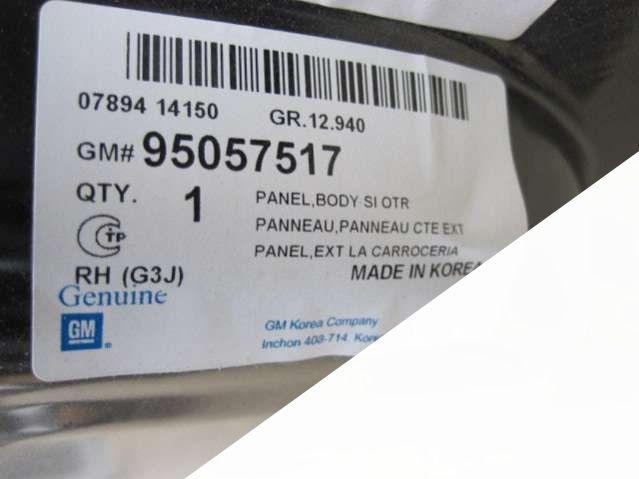 07894 14150 GR.12.940
GM# 95057517
QTY. 1 PANEL,BODY SI OTR
PANNEAU,PANNEAU CTE EXT
PANEL,EXT LA CARROCERIA
RH (G3J) MADE IN KOREA
Genuine
GM
GM Korea Company
Inchon 403-714, Kore